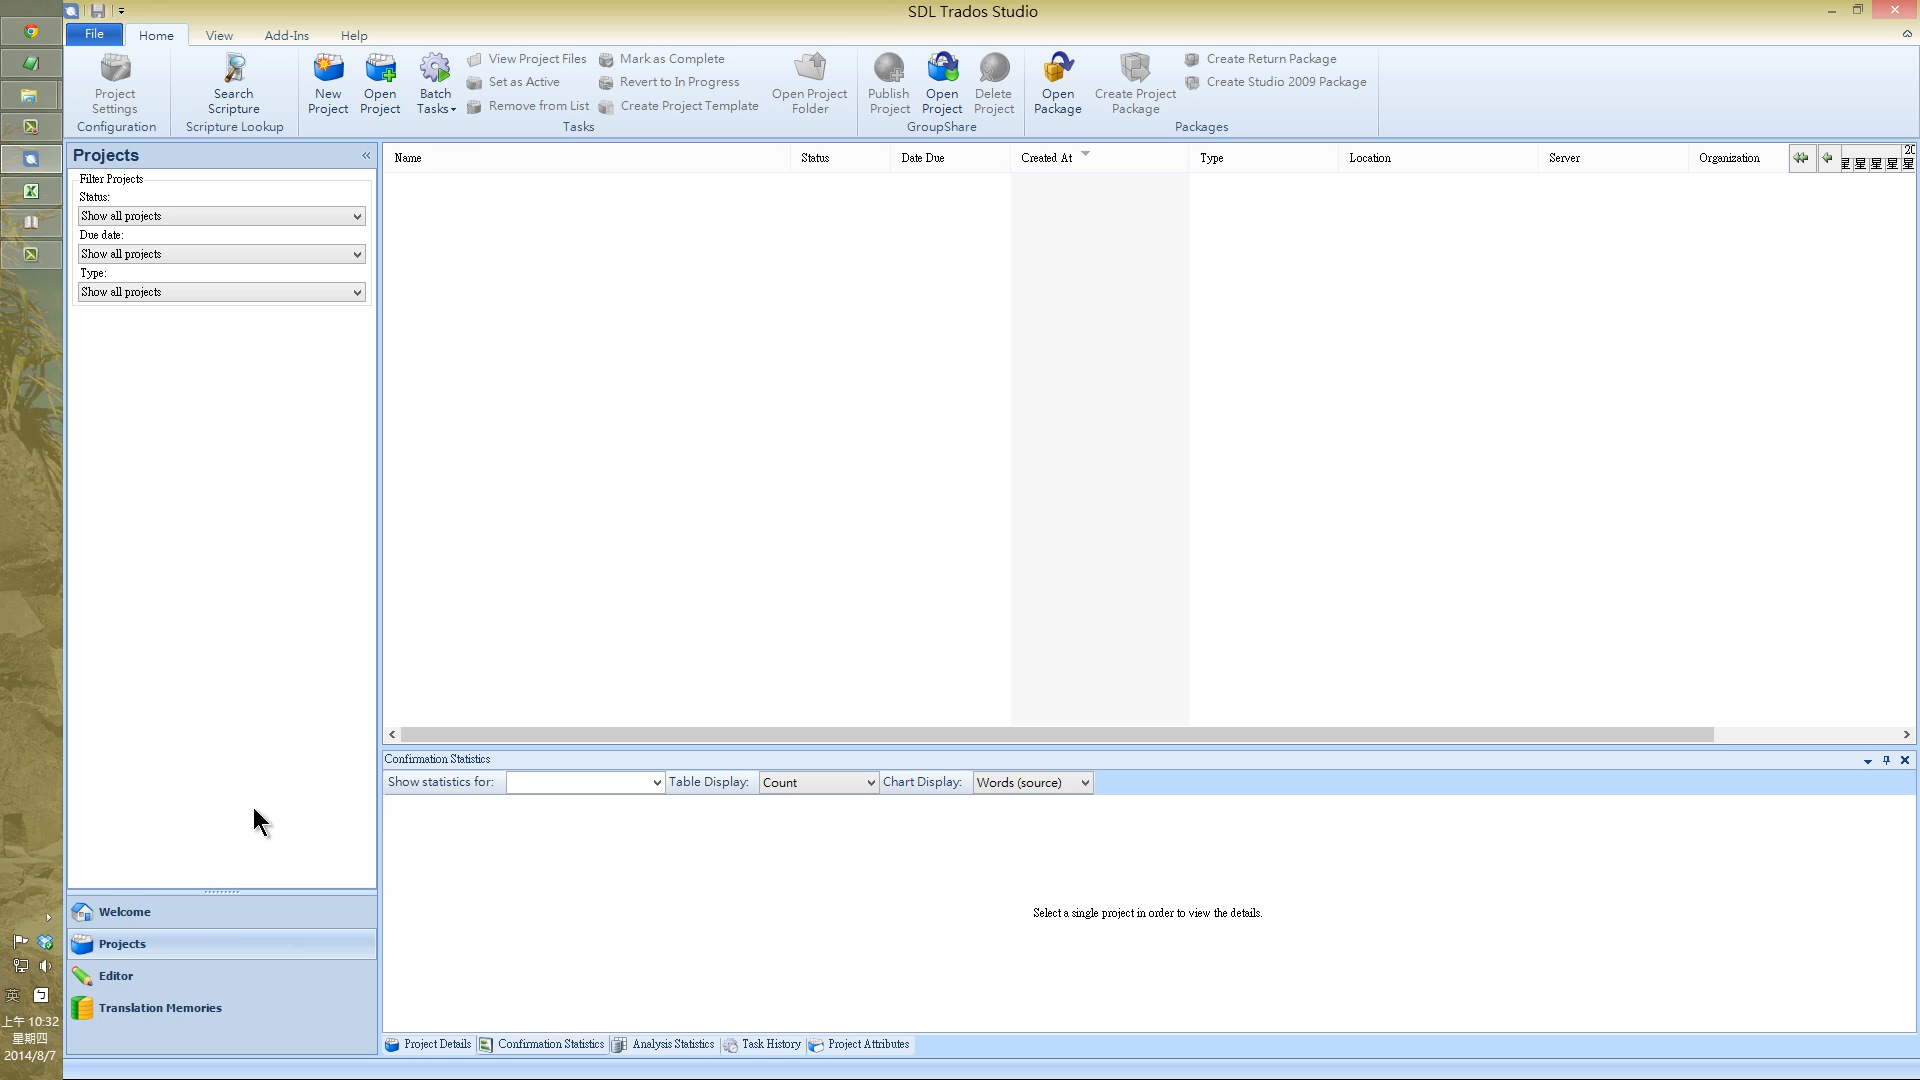 SDL Trados Studio
File
Home
View
Add-Ins
Help
Project Settings
Configuration
Search Scripture
Scripture Lookup
New Project
Open Project
Batch Tasks
View Project Files
Set as Active
Remove from List
Mark as Complete
Revert to In Progress
Create Project Template
Open Project Folder
Tasks
Publish Project
Open Project
Delete Project
GroupShare
Open Package
Create Project Package
Create Return Package
Create Studio 2009 Package
Packages
Projects
Filter Projects
Status:
Show all projects
Due date:
Show all projects
Type:
Show all projects
Name
Status
Date Due
Created At
Type
Location
Server
Organization
20
星 星 星 星 星
Confirmation Statistics
Show statistics for:
Table Display:
Count
Chart Display:
Words (source)
Select a single project in order to view the details.
Welcome
Projects
Editor
Translation Memories
Project Details
Confirmation Statistics
Analysis Statistics
Task History
Project Attributes
英
上午 10:32
星期四
2014/8/7